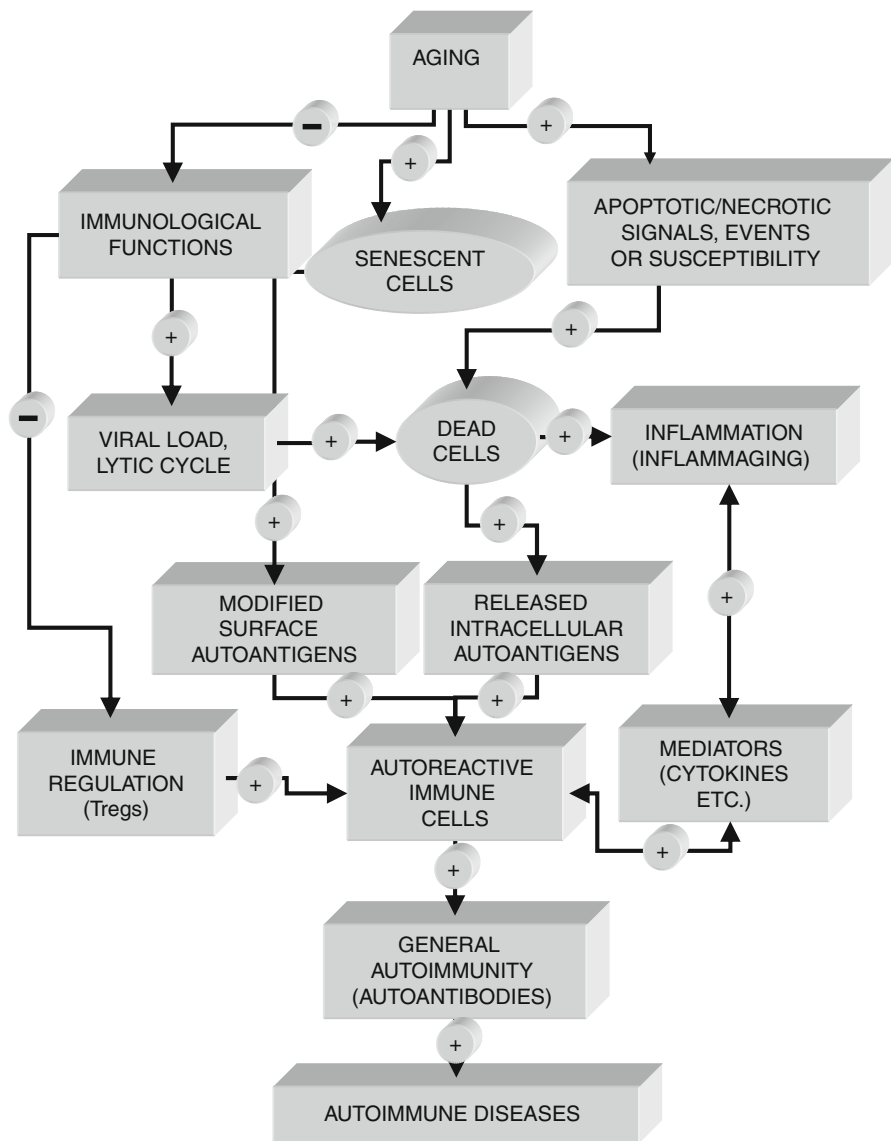 AGING
−
+
+
IMMUNOLOGICAL
FUNCTIONS
SENESCENT
CELLS
APOPTOTIC/NECROTIC
SIGNALS, EVENTS
OR SUSCEPTIBILITY
+
+
−
VIRAL LOAD,
LYTIC CYCLE
+
DEAD
CELLS
+
INFLAMMATION
(INFLAMMAGING)
+
+
MODIFIED
SURFACE
AUTOANTIGENS
RELEASED
INTRACELLULAR
AUTOANTIGENS
+
+
+
IMMUNE
REGULATION
(Tregs)
+
AUTOREACTIVE
IMMUNE
CELLS
MEDIATORS
(CYTOKINES
ETC.)
+
+
GENERAL
AUTOIMMUNITY
(AUTOANTIBODIES)
+
AUTOIMMUNE DISEASES